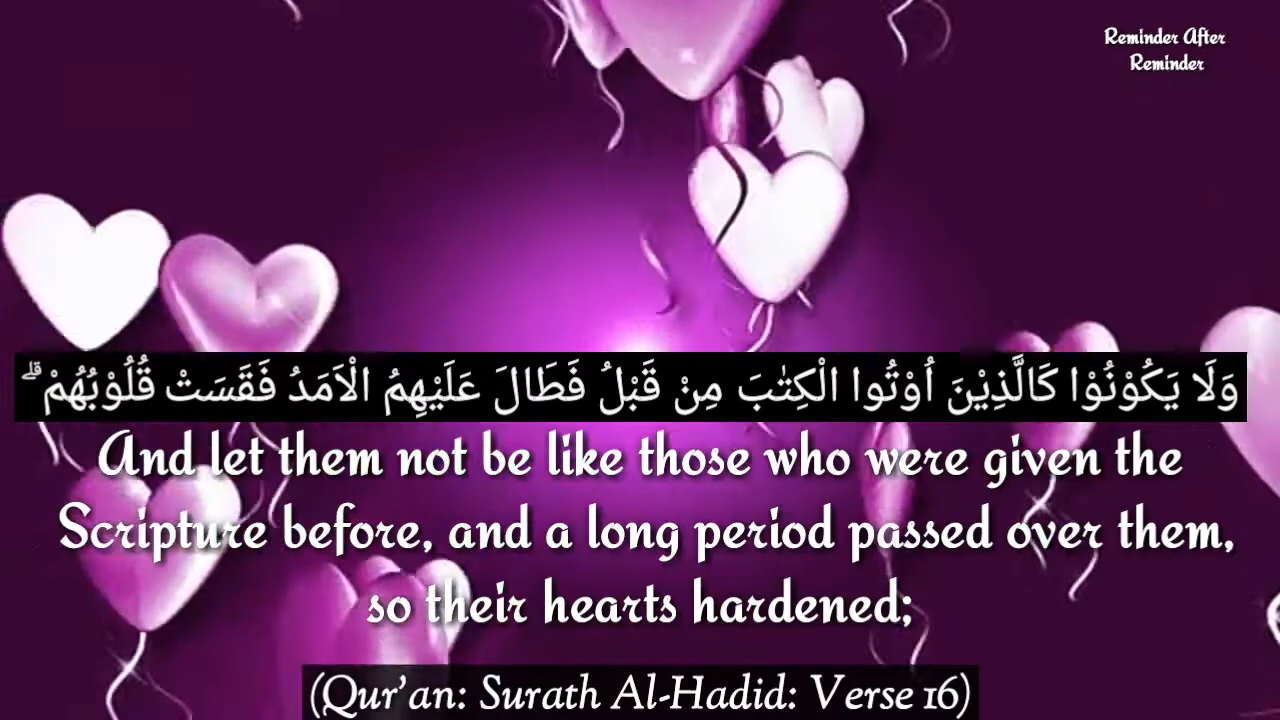 Reminder After
Reminder
وَلَا يَكُوْنُوْا كَالَّذِيْنَ اُوْتُوا الْكِتٰبَ مِنْ قَبْلُ فَطَالَ عَلَيْهِمُ الْاَمَدُ فَقَسَتْ قُلُوْبُهُمْ ۗ
And let them not be like those who were given the
Scripture before, and a long period passed over them,
so their hearts hardened;
(Qur'an: Surath Al-Hadid: Verse 16)